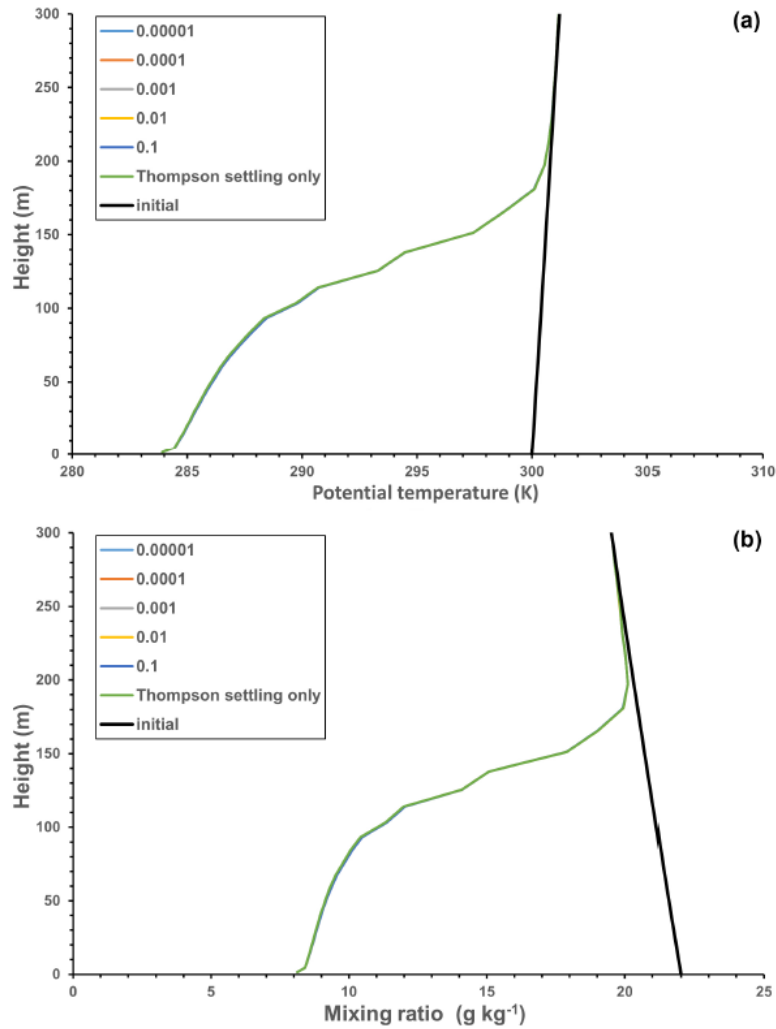 (a)
300
250
200
150
100
50
0
Height (m)
0.00001
0.0001
0.001
0.01
0.1
Thompson settling only
initial
280 285 290 295 300 305 310
Potential temperature (K)
(b)
300
250
200
150
100
50
0
Height (m)
0.00001
0.0001
0.001
0.01
0.1
Thompson settling only
initial
0 5 10 15 20 25
Mixing ratio (g kg⁻¹)